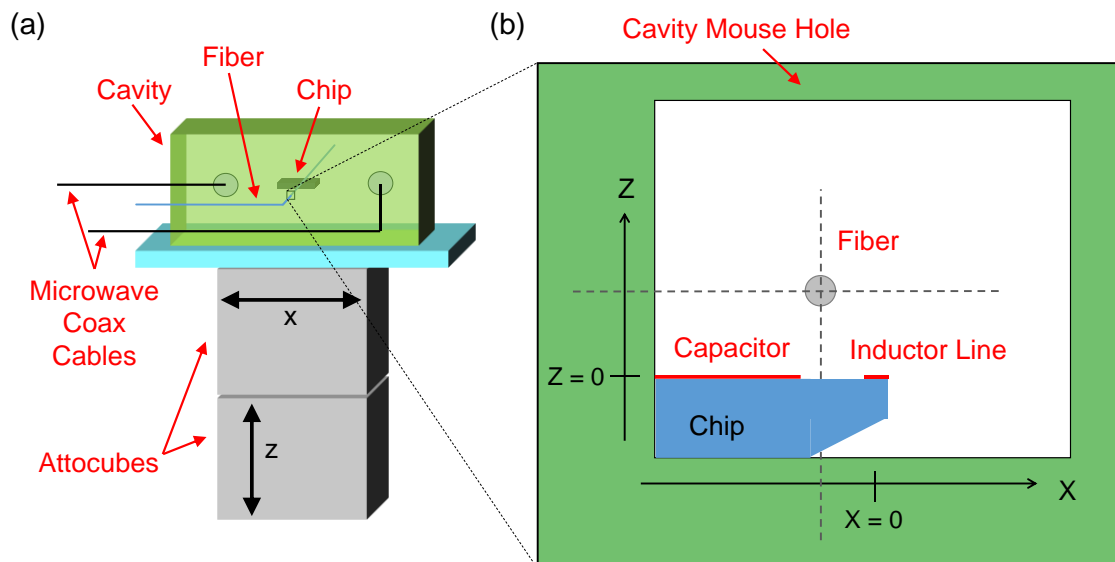 (a)
Fiber
Cavity
Chip
Microwave
Coax
Cables
x
Attocubes
z
(b)
Cavity Mouse Hole
Z
Fiber
Capacitor
Inductor Line
Z = 0
Chip
X
X = 0